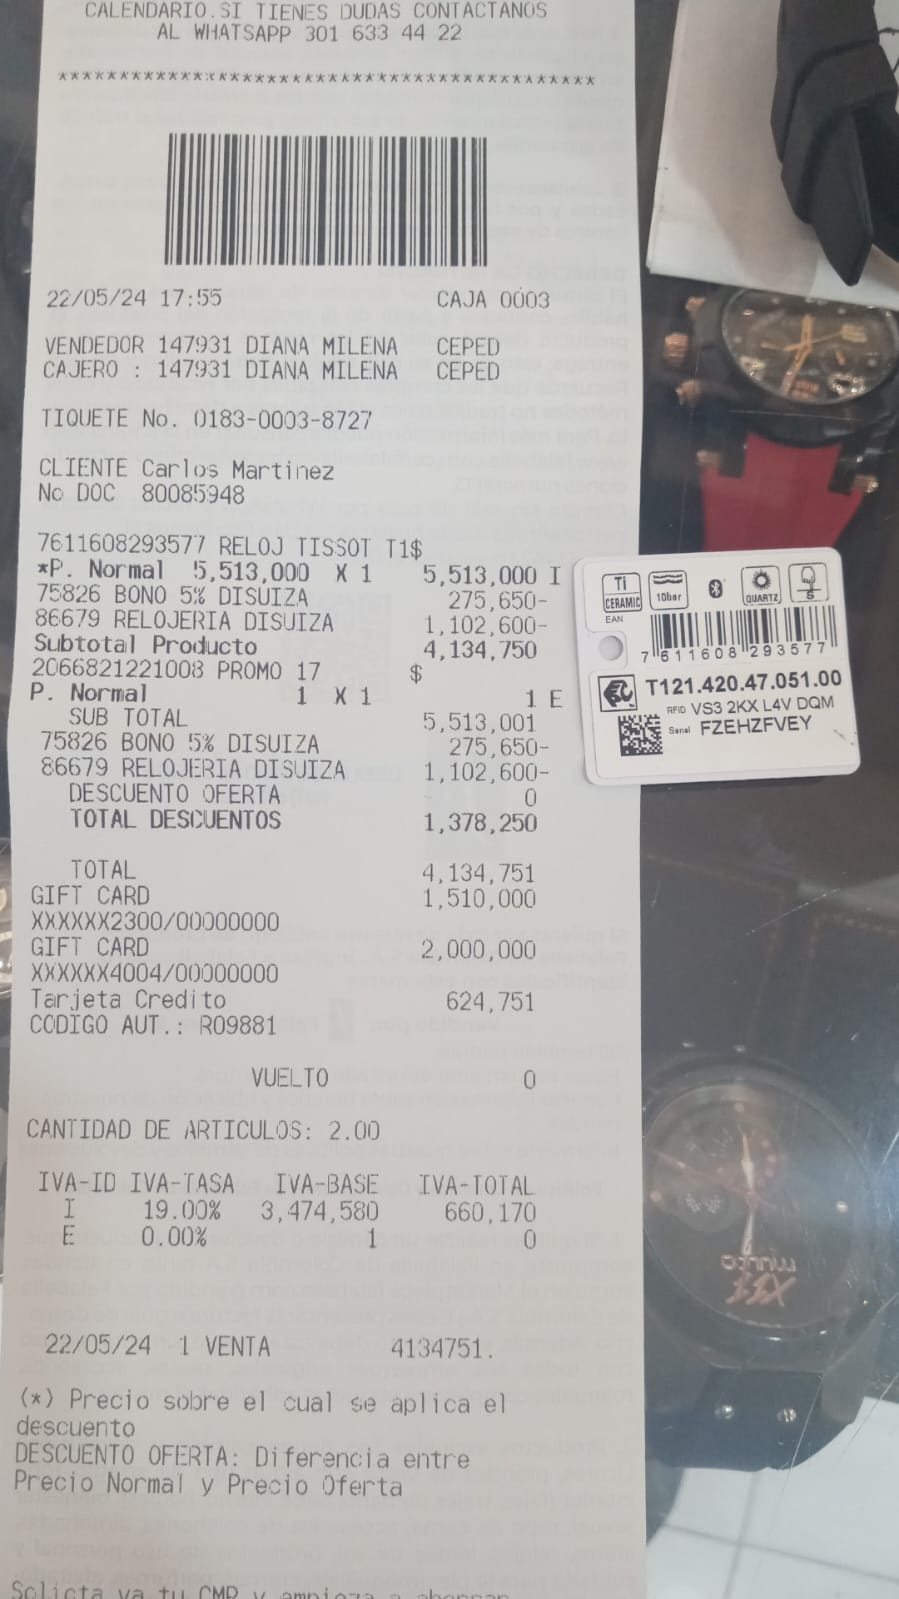 CALENDARIO.SI TIENES DUDAS CONTACTANOS
AL WHATSAPP 301 633 44 22
********************************************
22/05/24 17:55 CAJA 0003
VENDEDOR 147931 DIANA MILENA CEPED
CAJERO : 147931 DIANA MILENA CEPED
TIQUETE No. 0183-0003-8727
CLIENTE Carlos Martinez
No DOC 80085948
7611608293577 RELOJ TISSOT T1$
*P. Normal 5,513,000 X 1 5,513,000 I
75826 BONO 5% DISUIZA 275,650-
86679 RELOJERIA DISUIZA 1,102,600-
Subtotal Producto 4,134,750
2066821221008 PROMO 17 $
P. Normal 1 X 1 1 E
SUB TOTAL 5,513,001
75826 BONO 5% DISUIZA 275,650-
86679 RELOJERIA DISUIZA 1,102,600-
DESCUENTO OFERTA 0
TOTAL DESCUENTOS 1,378,250
TOTAL 4,134,751
GIFT CARD 1,510,000
XXXXXX2300/00000000
GIFT CARD 2,000,000
XXXXXX4004/00000000
Tarjeta Credito 624,751
CODIGO AUT.: R09881
VUELTO 0
CANTIDAD DE ARTICULOS: 2.00
IVA-ID IVA-TASA IVA-BASE IVA-TOTAL
I 19.00% 3,474,580 660,170
E 0.00% 1 0
22/05/24 1 VENTA 4134751.
(*) Precio sobre el cual se aplica el
descuento
DESCUENTO OFERTA: Diferencia entre
Precio Normal y Precio Oferta
Solicta ya tu CMR y empieza a ahorrar
Ti
CERAMIC
10bar
QUARTZ
S
EAN
7 611608 293577
T121.420.47.051.00
RFID VS3 2KX L4V DQM
Serial FZEHZFVEY